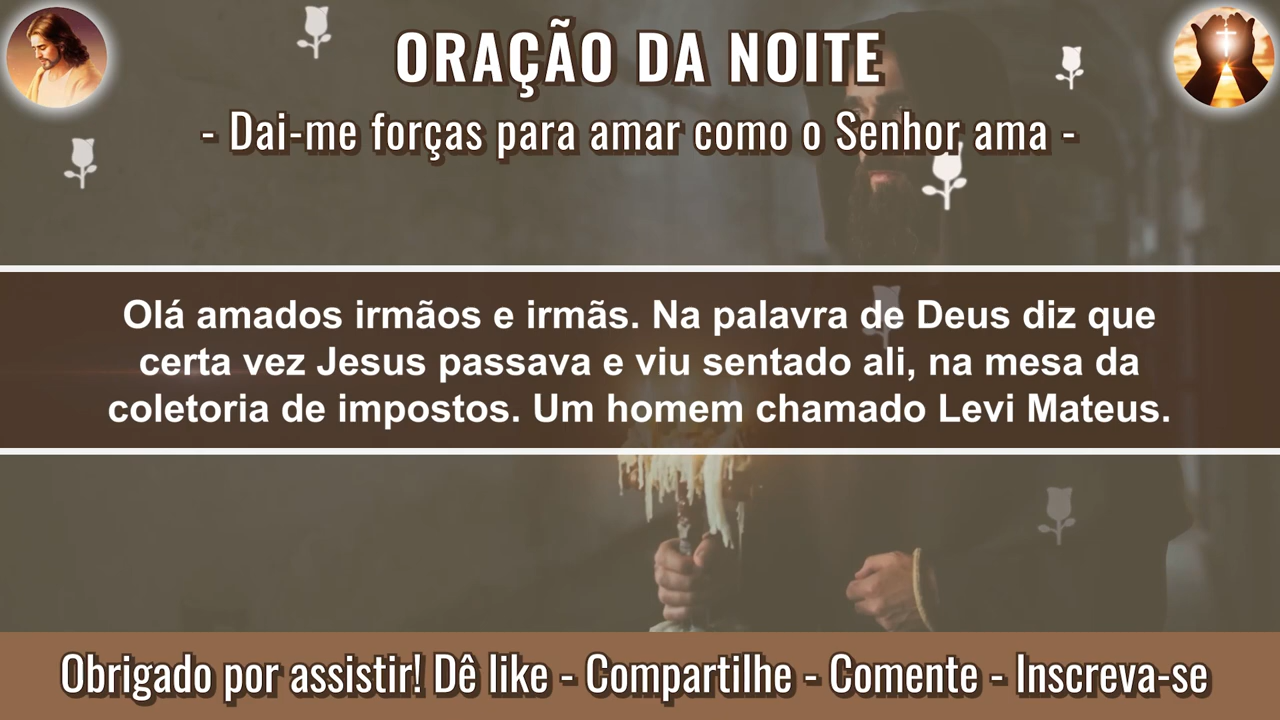 ORAÇÃO DA NOITE
- Dai-me forças para amar como o Senhor ama -
Olá amados irmãos e irmãs. Na palavra de Deus diz que
certa vez Jesus passava e viu sentado ali, na mesa da
coletoria de impostos. Um homem chamado Levi Mateus.
Obrigado por assistir! Dê like - Compartilhe - Comente - Inscreva-se